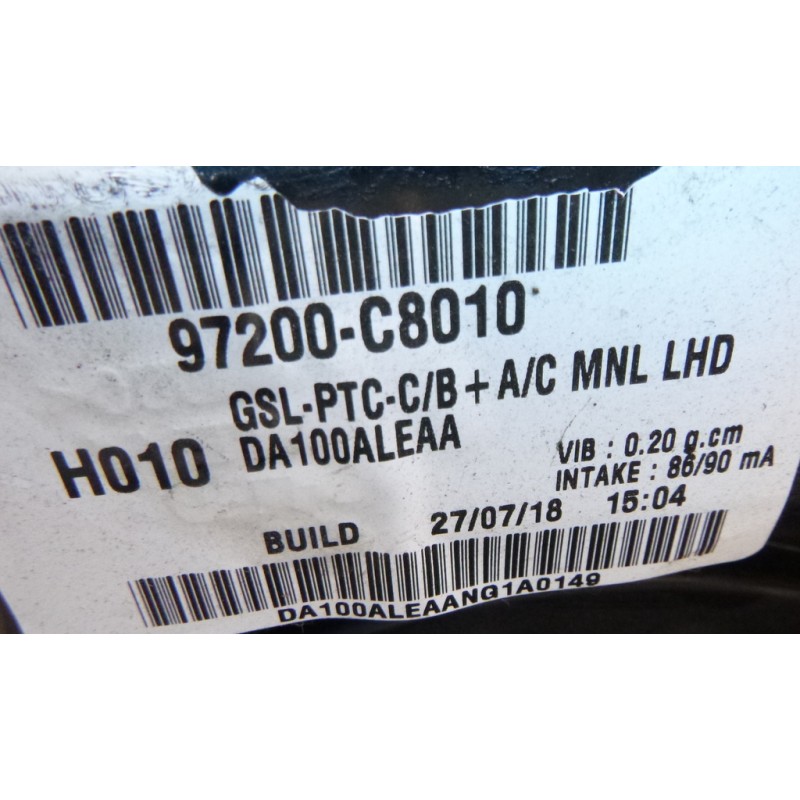 97200-C8010
GSL-PTC-C/B + A/C MNL LHD
H010 DA100ALEAA
VIB : 0.20 g.cm
INTAKE : 86/90 mA
BUILD 27/07/18 15:04
DA100ALEAANG1A0149